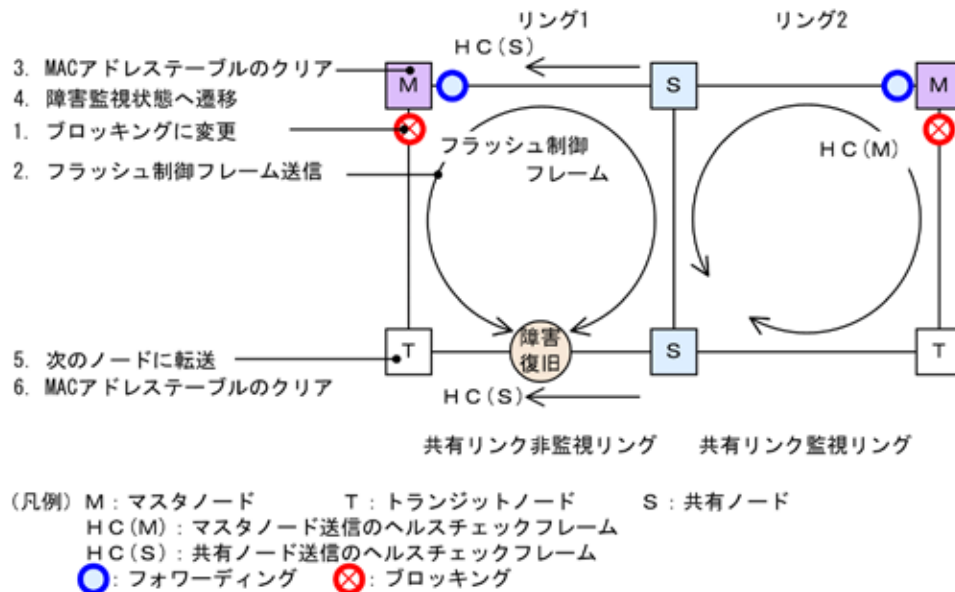 リング1
リング2
HC(S)
3. MACアドレステーブルのクリア
4. 障害監視状態へ遷移
1. ブロッキングに変更
2. フラッシュ制御フレーム送信
M
S
M
フラッシュ制御
フレーム
HC(M)
5. 次のノードに転送
6. MACアドレステーブルのクリア
T
障害
復旧
S
T
HC(S)
共有リンク非監視リング
共有リンク監視リング
(凡例) M:マスタノード T:トランジットノード S:共有ノード
HC(M):マスタノード送信のヘルスチェックフレーム
HC(S):共有ノード送信のヘルスチェックフレーム
:フォワーディング :ブロッキング